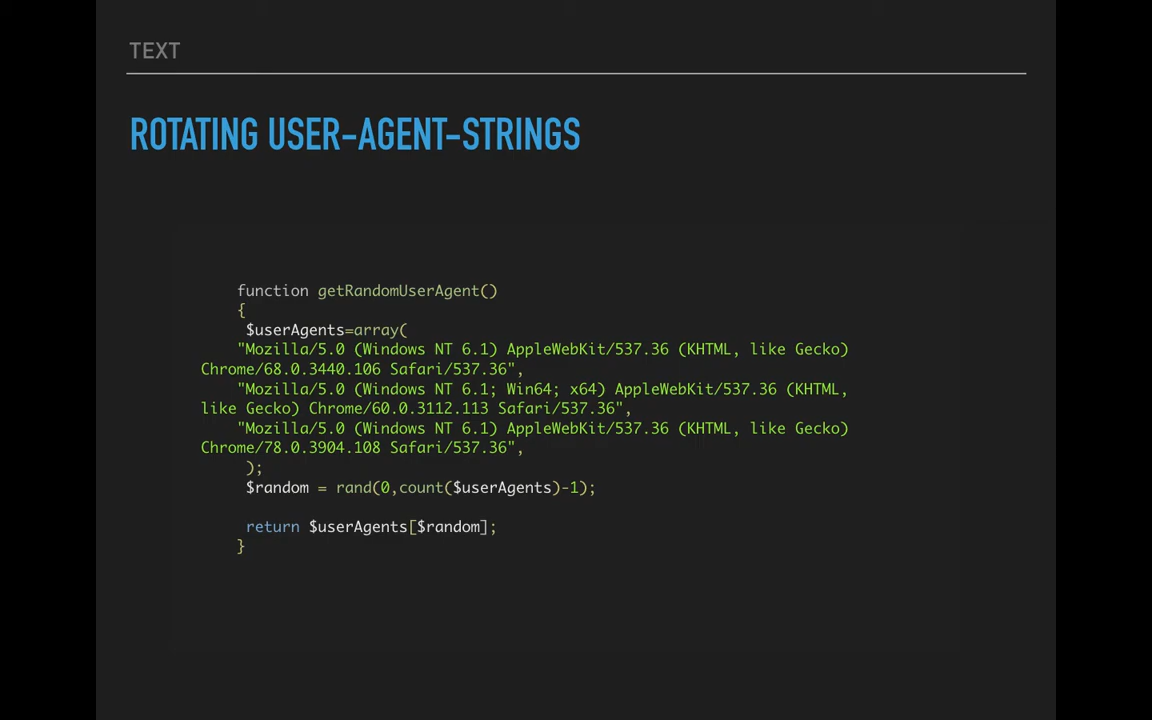 TEXT
ROTATING USER-AGENT-STRINGS
function getRandomUserAgent()
{
$userAgents=array(
"Mozilla/5.0 (Windows NT 6.1) AppleWebKit/537.36 (KHTML, like Gecko)
Chrome/68.0.3440.106 Safari/537.36",
"Mozilla/5.0 (Windows NT 6.1; Win64; x64) AppleWebKit/537.36 (KHTML,
like Gecko) Chrome/60.0.3112.113 Safari/537.36",
"Mozilla/5.0 (Windows NT 6.1) AppleWebKit/537.36 (KHTML, like Gecko)
Chrome/78.0.3904.108 Safari/537.36",
);
$random = rand(0,count($userAgents)-1);
return $userAgents[$random];
}